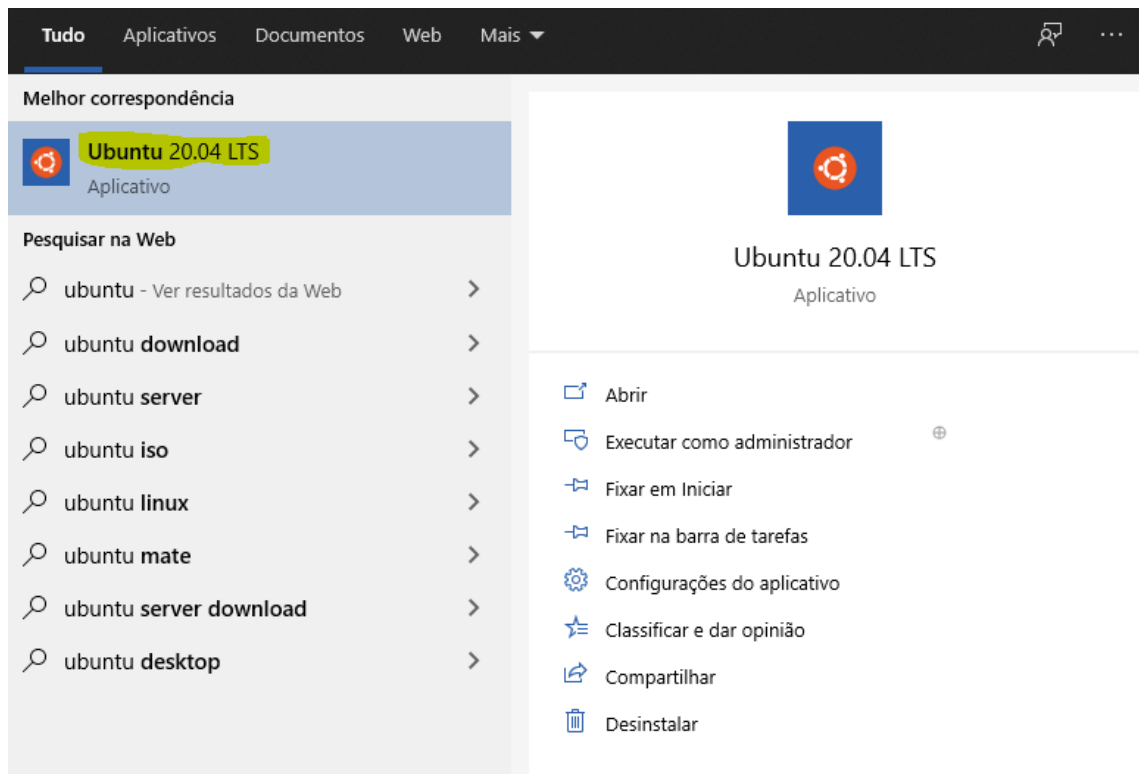 Tudo Aplicativos Documentos Web Mais
Melhor correspondência
Ubuntu 20.04 LTS
Aplicativo
Pesquisar na Web
ubuntu - Ver resultados da Web
ubuntu download
ubuntu server
ubuntu iso
ubuntu linux
ubuntu mate
ubuntu server download
ubuntu desktop
Ubuntu 20.04 LTS
Aplicativo
Abrir
Executar como administrador
Fixar em Iniciar
Fixar na barra de tarefas
Configurações do aplicativo
Classificar e dar opinião
Compartilhar
Desinstalar